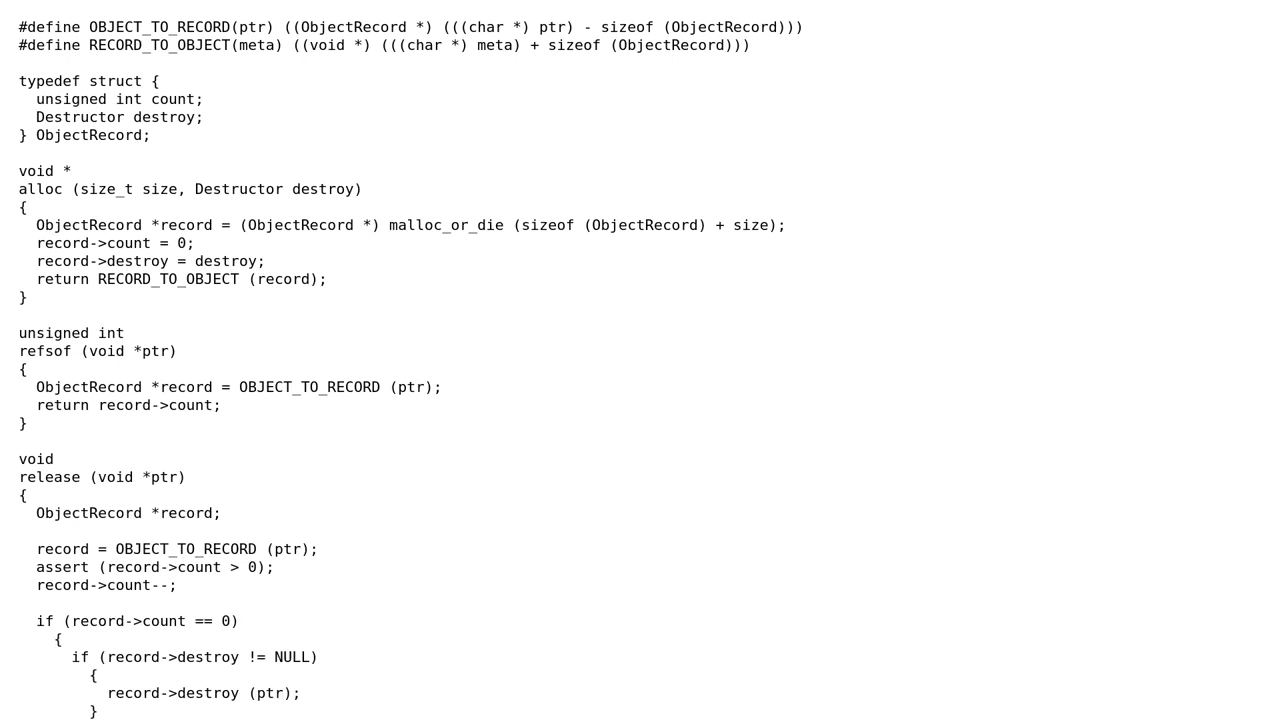 #define OBJECT_TO_RECORD(ptr) ((ObjectRecord *) (((char *) ptr) - sizeof (ObjectRecord)))
#define RECORD_TO_OBJECT(meta) ((void *) (((char *) meta) + sizeof (ObjectRecord)))

typedef struct {
  unsigned int count;
  Destructor destroy;
} ObjectRecord;

void *
alloc (size_t size, Destructor destroy)
{
  ObjectRecord *record = (ObjectRecord *) malloc_or_die (sizeof (ObjectRecord) + size);
  record->count = 0;
  record->destroy = destroy;
  return RECORD_TO_OBJECT (record);
}

unsigned int
refsof (void *ptr)
{
  ObjectRecord *record = OBJECT_TO_RECORD (ptr);
  return record->count;
}

void
release (void *ptr)
{
  ObjectRecord *record;

  record = OBJECT_TO_RECORD (ptr);
  assert (record->count > 0);
  record->count--;

  if (record->count == 0)
    {
      if (record->destroy != NULL)
        {
          record->destroy (ptr);
        }